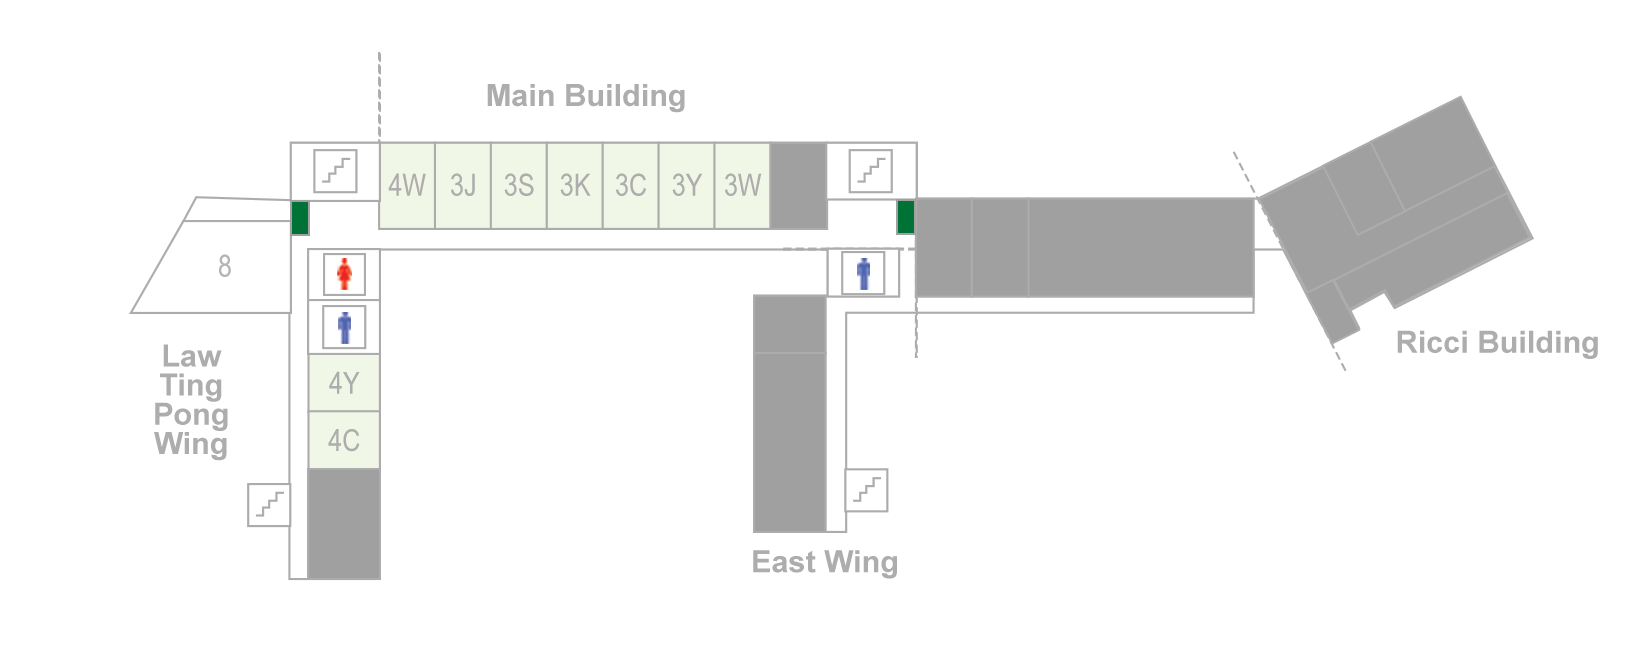 Main Building
4W 3J 3S 3K 3C 3Y 3W
8
Law
Ting
Pong
Wing
4Y
4C
East Wing
Ricci Building